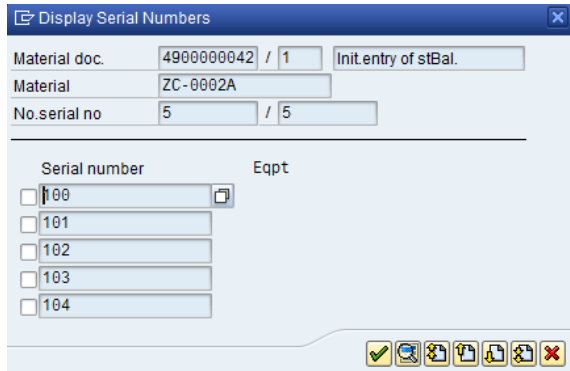 Display Serial Numbers
Material doc. 4900000042 / 1 Init.entry of stBal.
Material ZC-0002A
No.serial no 5 / 5
Serial number Eqpt
100
101
102
103
104